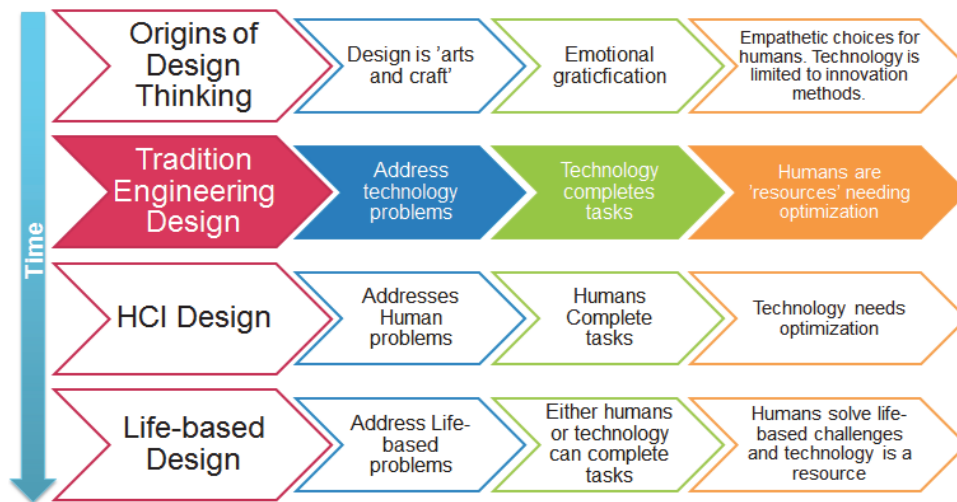 Time
Origins of
Design
Thinking
Design is 'arts
and craft'
Emotional
graticfication
Empathetic choices for
humans. Technology is
limited to innovation
methods.
Tradition
Engineering
Design
Address
technology
problems
Technology
completes
tasks
Humans are
'resources' needing
optimization
HCI Design
Addresses
Human
problems
Humans
Complete
tasks
Technology needs
optimization
Life-based
Design
Address Life-
based
problems
Either humans
or technology
can complete
tasks
Humans solve life-
based challenges
and technology is a
resource